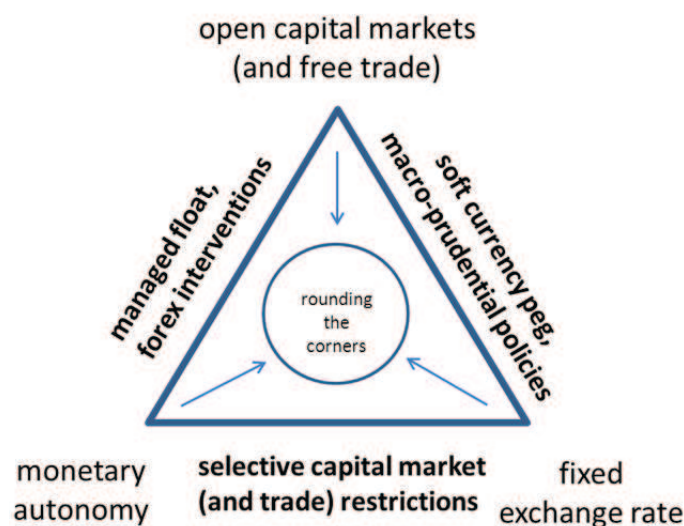 open capital markets
(and free trade)
managed float,
forex interventions
soft currency peg,
macro-prudential policies
rounding
the
corners
monetary
autonomy
selective capital market
(and trade) restrictions
fixed
exchange rate